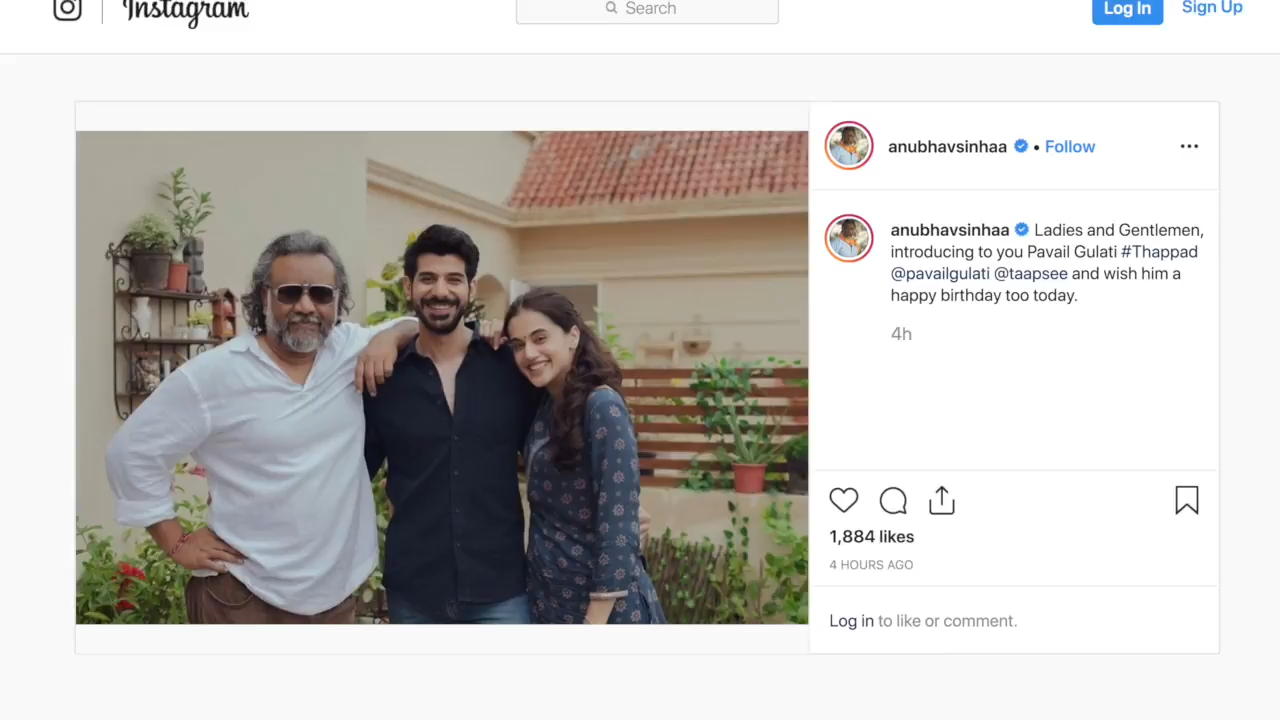 Instagram
Search
Log In
Sign Up
anubhavsinhaa • Follow
anubhavsinhaa Ladies and Gentlemen,
introducing to you Pavail Gulati #Thappad
@pavailgulati @taapsee and wish him a
happy birthday too today.
4h
1,884 likes
4 HOURS AGO
Log in to like or comment.